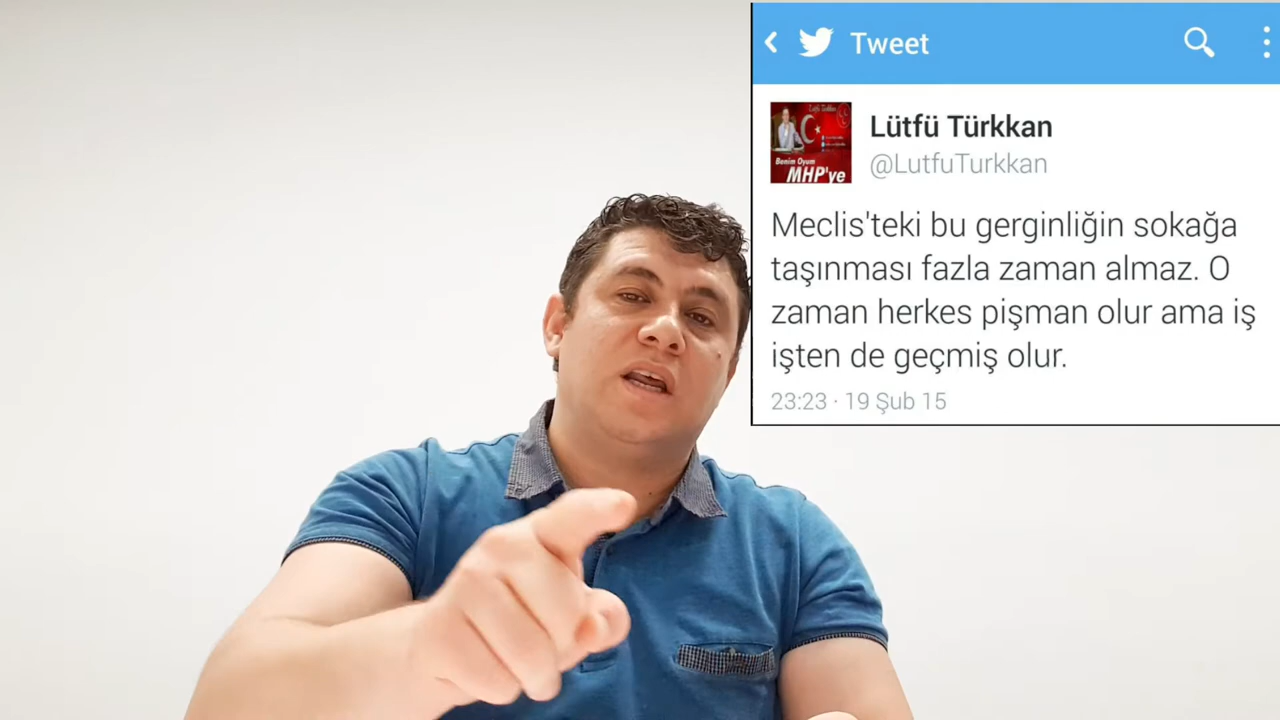 Tweet
Lütfü Türkkan
@LutfuTurkkan
Benim Oyum
MHP'ye
Meclis'teki bu gerginliğin sokağa
taşınması fazla zaman almaz. O
zaman herkes pişman olur ama iş
işten de geçmiş olur.
23:23 · 19 Şub 15